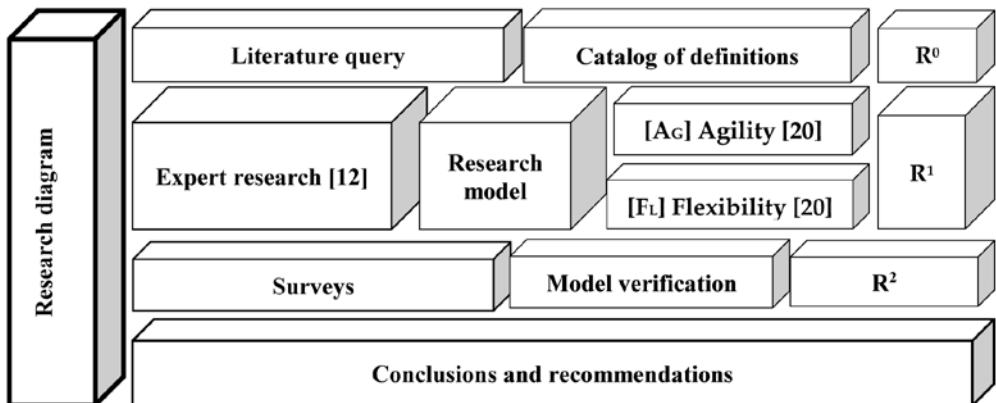 Research diagram
Literature query
Catalog of definitions
R⁰
Expert research [12]
Research
model
[AG] Agility [20]
[FL] Flexibility [20]
R¹
Surveys
Model verification
R²
Conclusions and recommendations